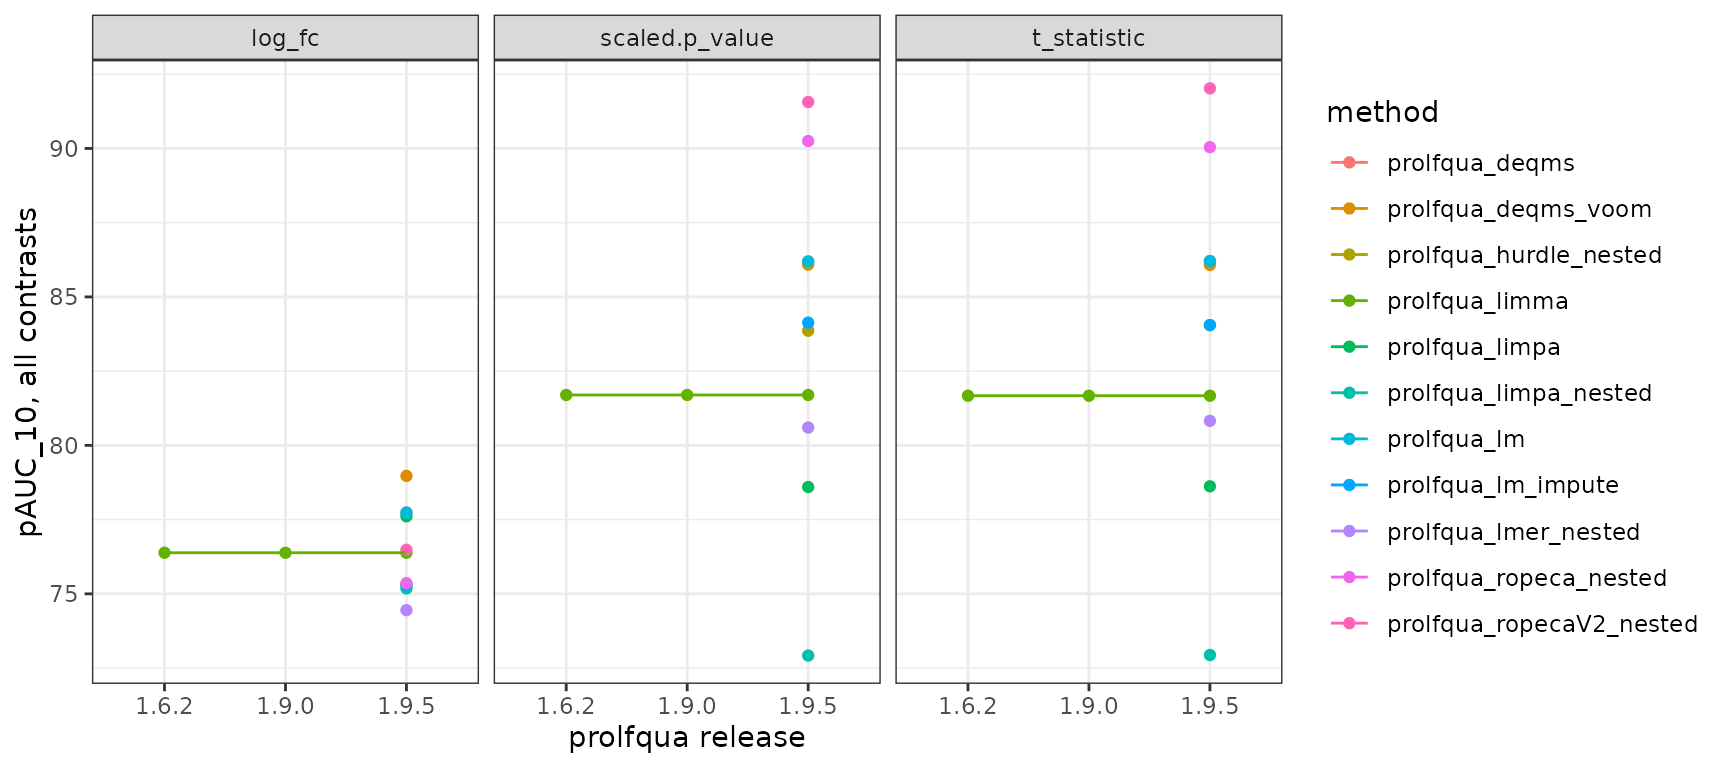 log_fc
scaled.p_value
t_statistic
pAUC_10, all contrasts
90
85
80
75
1.6.2
1.9.0
1.9.5
1.6.2
1.9.0
1.9.5
1.6.2
1.9.0
1.9.5
prolfqua release
method
prolfqua_deqms
prolfqua_deqms_voom
prolfqua_hurdle_nested
prolfqua_limma
prolfqua_limpa
prolfqua_limpa_nested
prolfqua_lm
prolfqua_lm_impute
prolfqua_lmer_nested
prolfqua_ropeca_nested
prolfqua_ropecaV2_nested